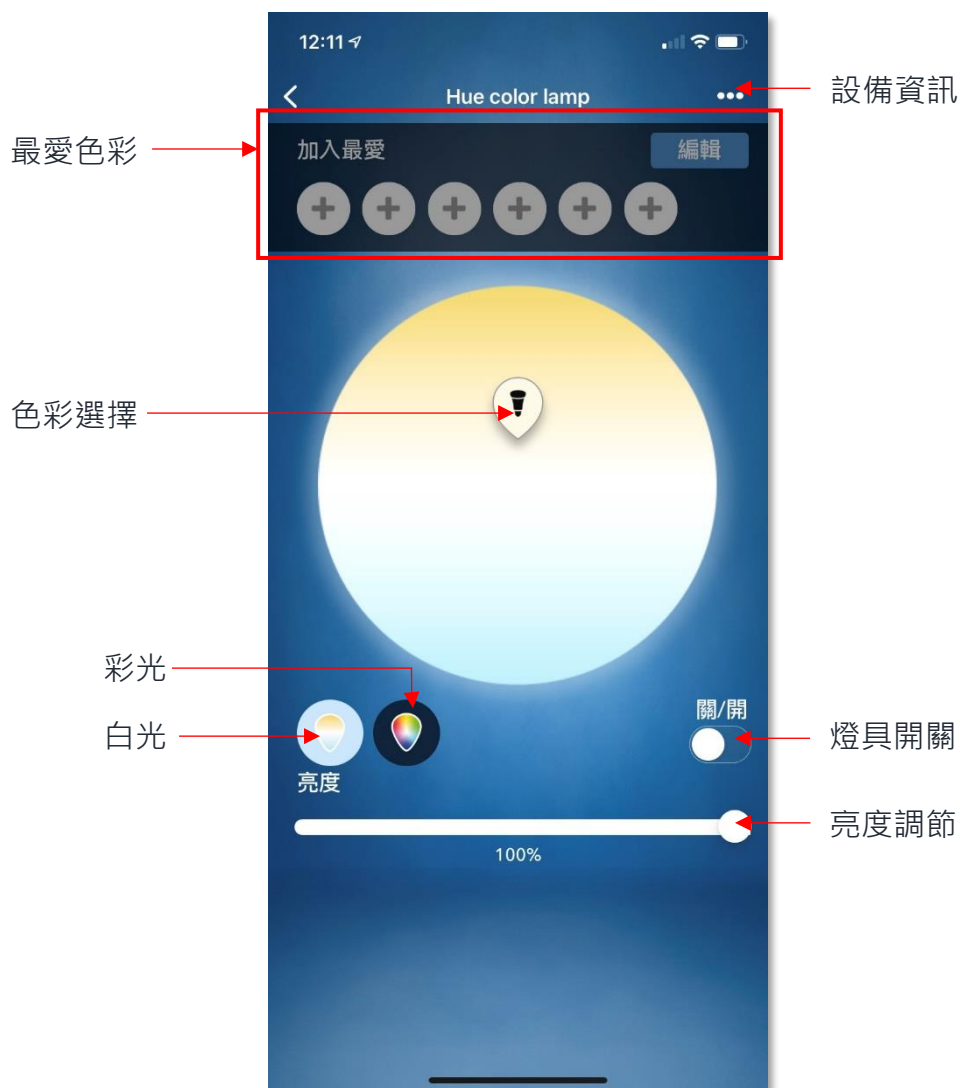 12:11
Hue color lamp
設備資訊
最愛色彩
加入最愛
編輯
色彩選擇
彩光
白光
關/開
燈具開關
亮度
亮度調節
100%